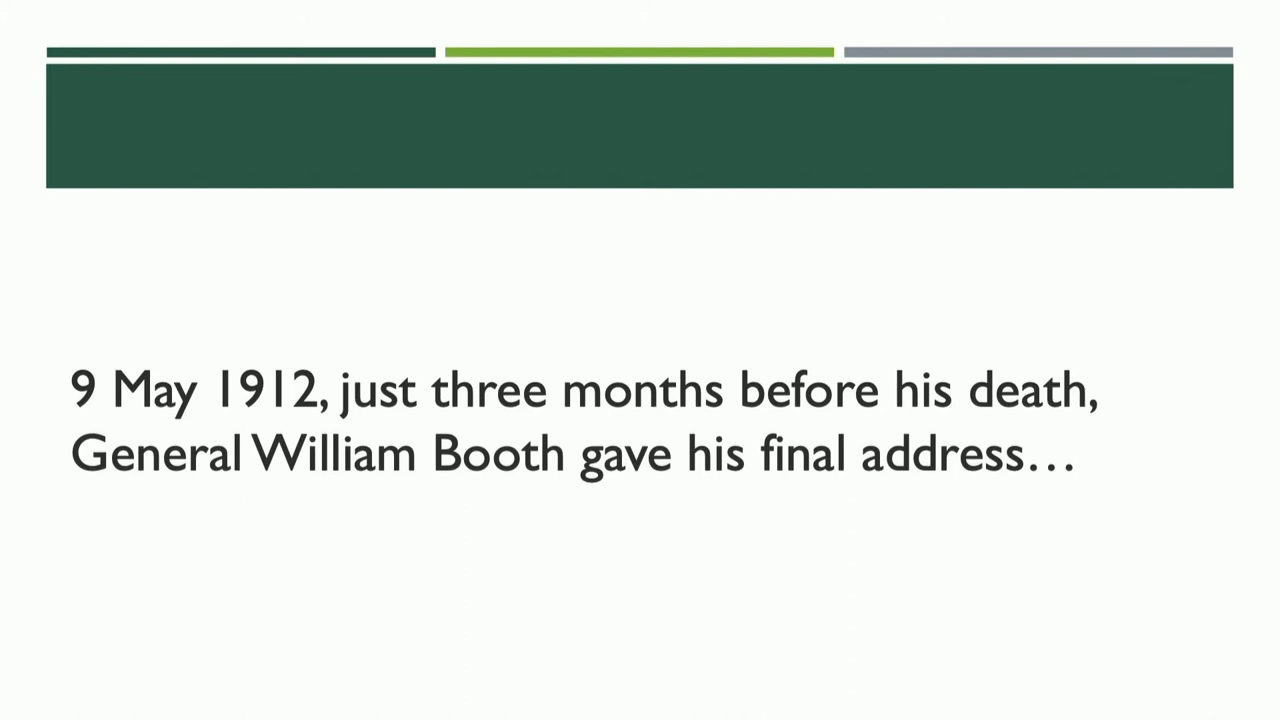 9 May 1912, just three months before his death,
General William Booth gave his final address…